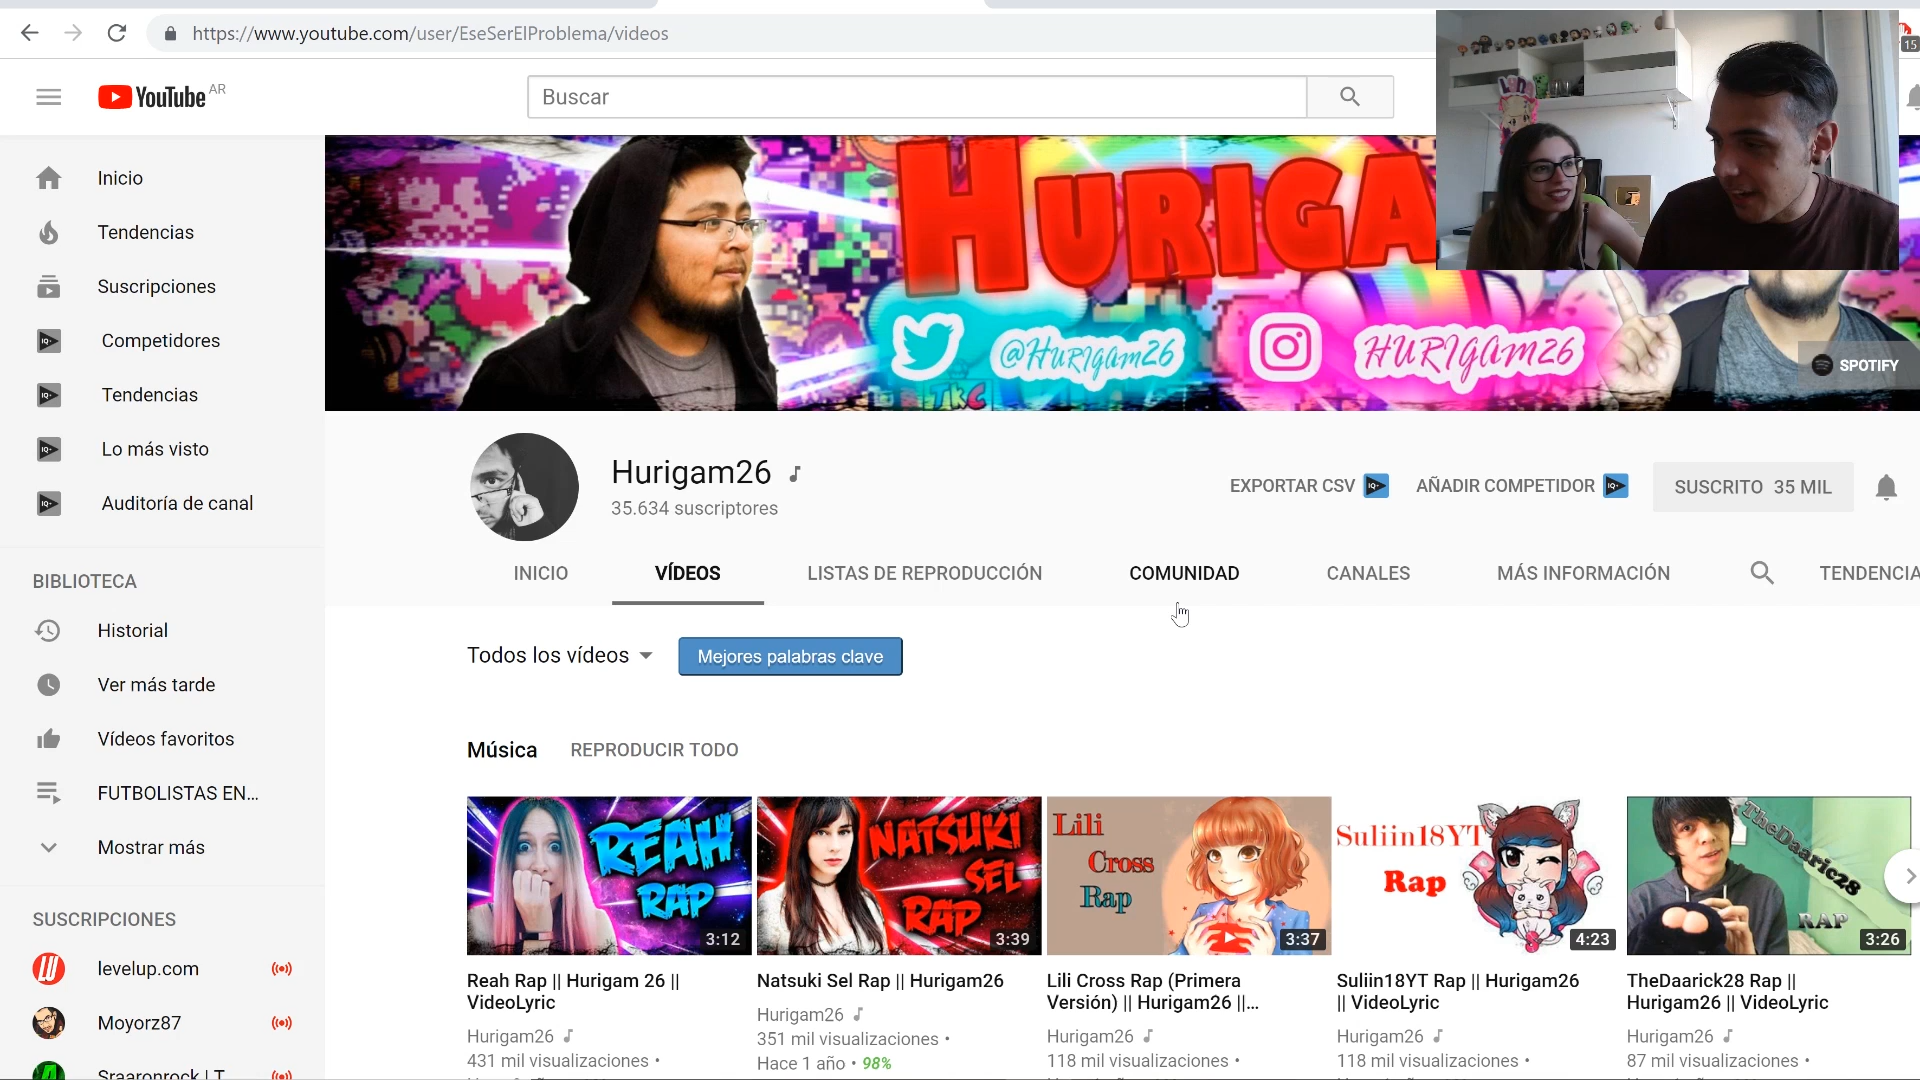 https://www.youtube.com/user/EseSerElProblema/videos
15
YouTube AR
Buscar
Inicio
Tendencias
Suscripciones
Competidores
Tendencias
Lo más visto
Auditoría de canal
BIBLIOTECA
Historial
Ver más tarde
Vídeos favoritos
FUTBOLISTAS EN...
Mostrar más
SUSCRIPCIONES
levelup.com
Moyorz87
Sraaronrock | T
HURIGA
@HURIGAM26
HURIGAM26
SPOTIFY
Hurigam26
35.634 suscriptores
EXPORTAR CSV
AÑADIR COMPETIDOR
SUSCRITO 35 MIL
INICIO
VÍDEOS
LISTAS DE REPRODUCCIÓN
COMUNIDAD
CANALES
MÁS INFORMACIÓN
TENDENCIA
Todos los vídeos
Mejores palabras clave
Música
REPRODUCIR TODO
REAH
RAP
3:12
NATSUKI
SEL
RAP
3:39
Lili
Cross
Rap
3:37
Suliin18YT
Rap
4:23
TheDaaric28
RAP
3:26
Reah Rap || Hurigam 26 ||
VideoLyric
Hurigam26
431 mil visualizaciones •
Natsuki Sel Rap || Hurigam26
Hurigam26
351 mil visualizaciones •
Hace 1 año • 98%
Lili Cross Rap (Primera
Versión) || Hurigam26 ||...
Hurigam26
118 mil visualizaciones •
Suliin18YT Rap || Hurigam26
|| VideoLyric
Hurigam26
118 mil visualizaciones •
TheDaarick28 Rap ||
Hurigam26 || VideoLyric
Hurigam26
87 mil visualizaciones •